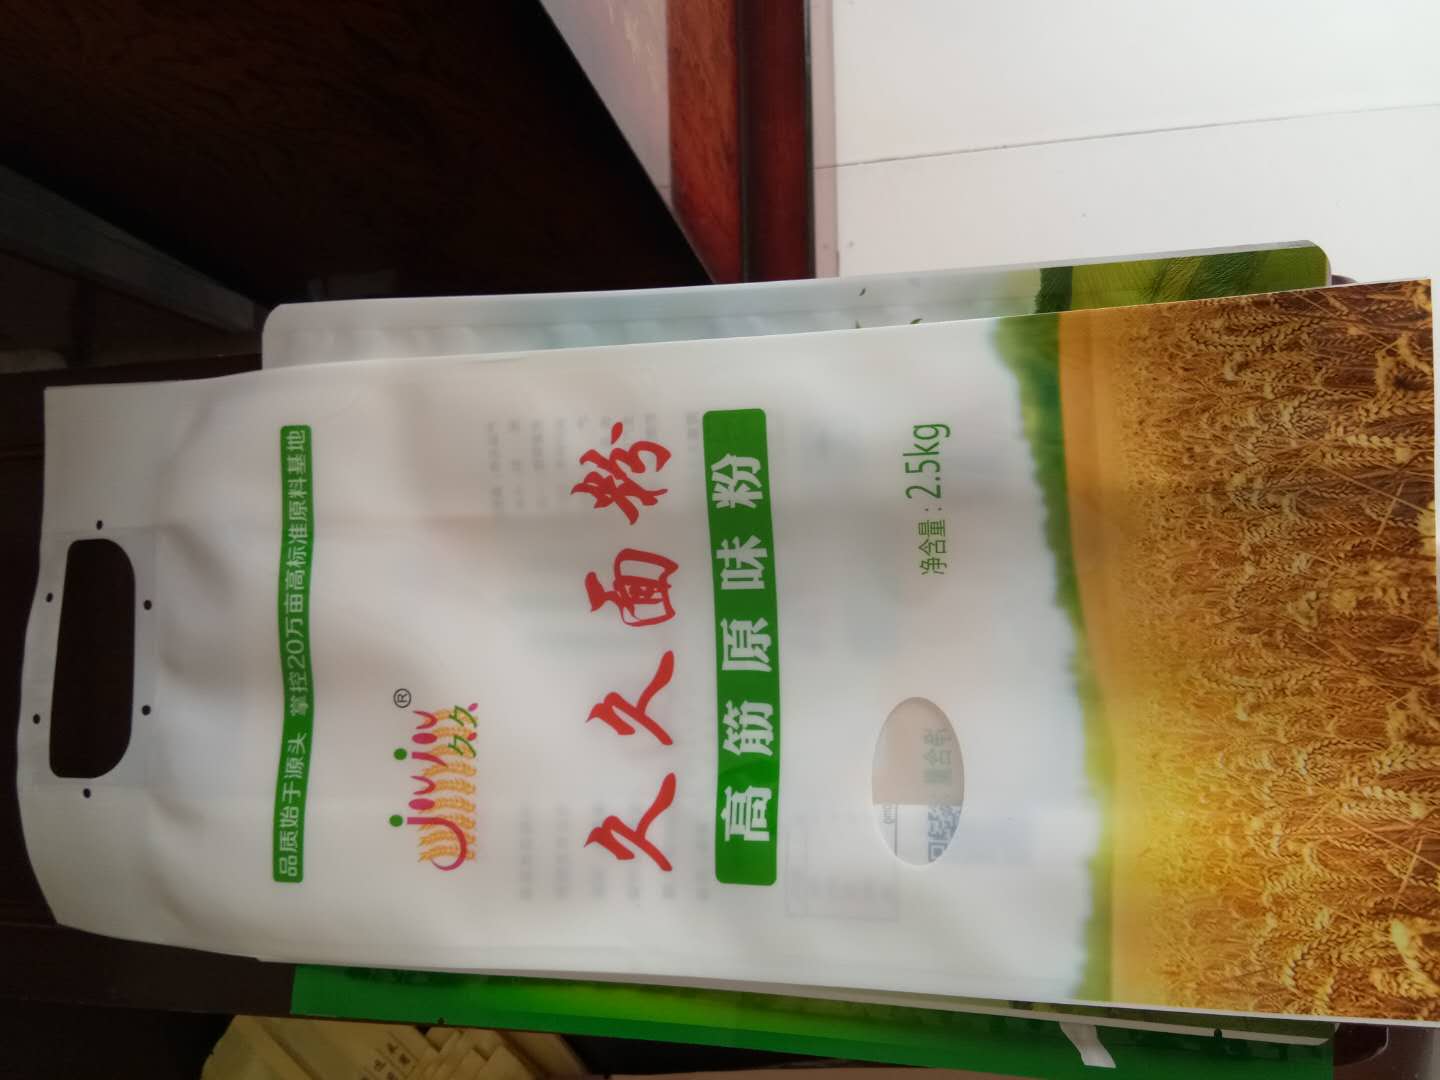 品质始于源头 掌控20万亩高标准原料基地
jioujiou®
久久
久久面粉
高筋原味粉
净含量：2.5kg